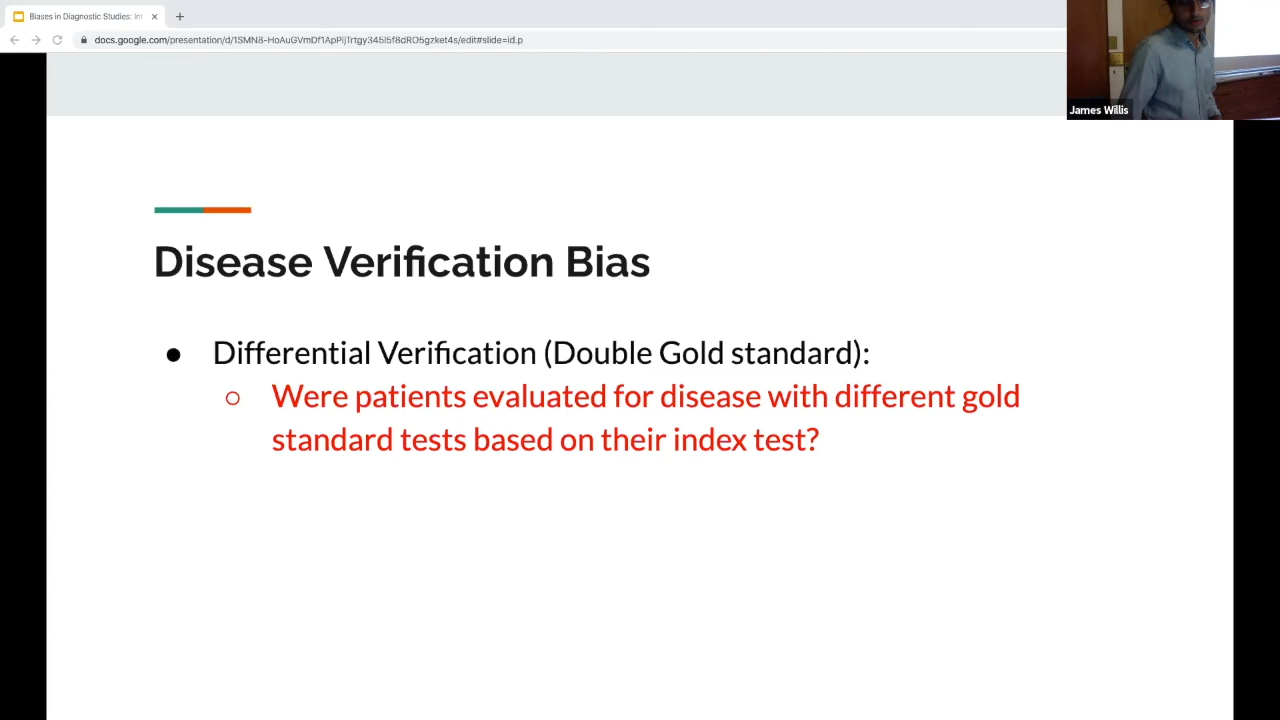 Biases in Diagnostic Studies: Int
docs.google.com/presentation/d/1SMN8-HoAuGVmDf1ApPijTrtgy345I5f8dRO5gzket4s/edit#slide=id.p
James Willis
Disease Verification Bias
● Differential Verification (Double Gold standard):
○ Were patients evaluated for disease with different gold
standard tests based on their index test?